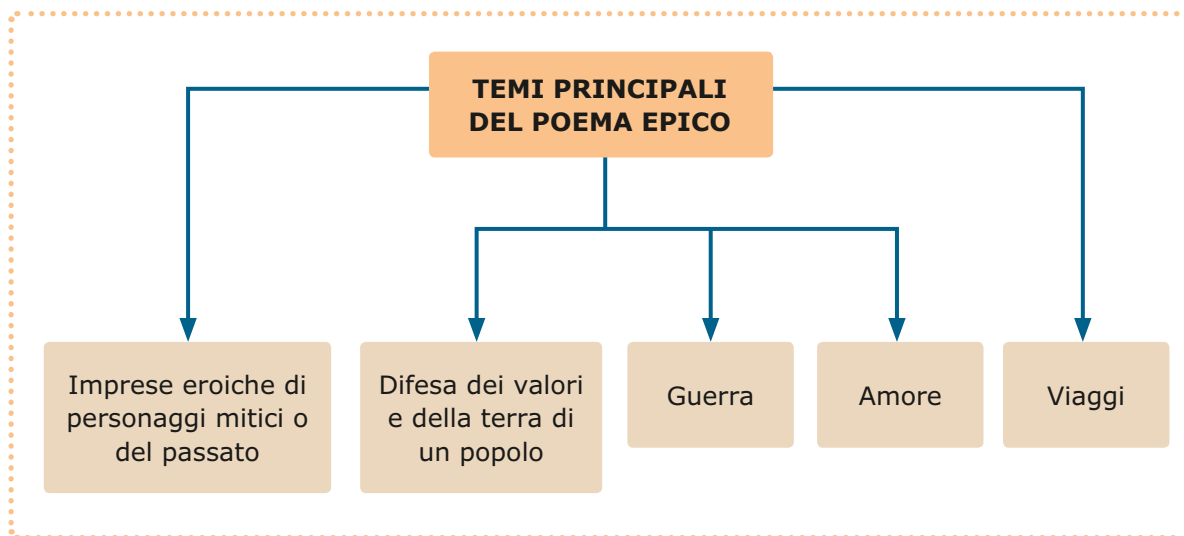 TEMI PRINCIPALI
DEL POEMA EPICO
Imprese eroiche di
personaggi mitici o
del passato
Difesa dei valori
e della terra di
un popolo
Guerra
Amore
Viaggi